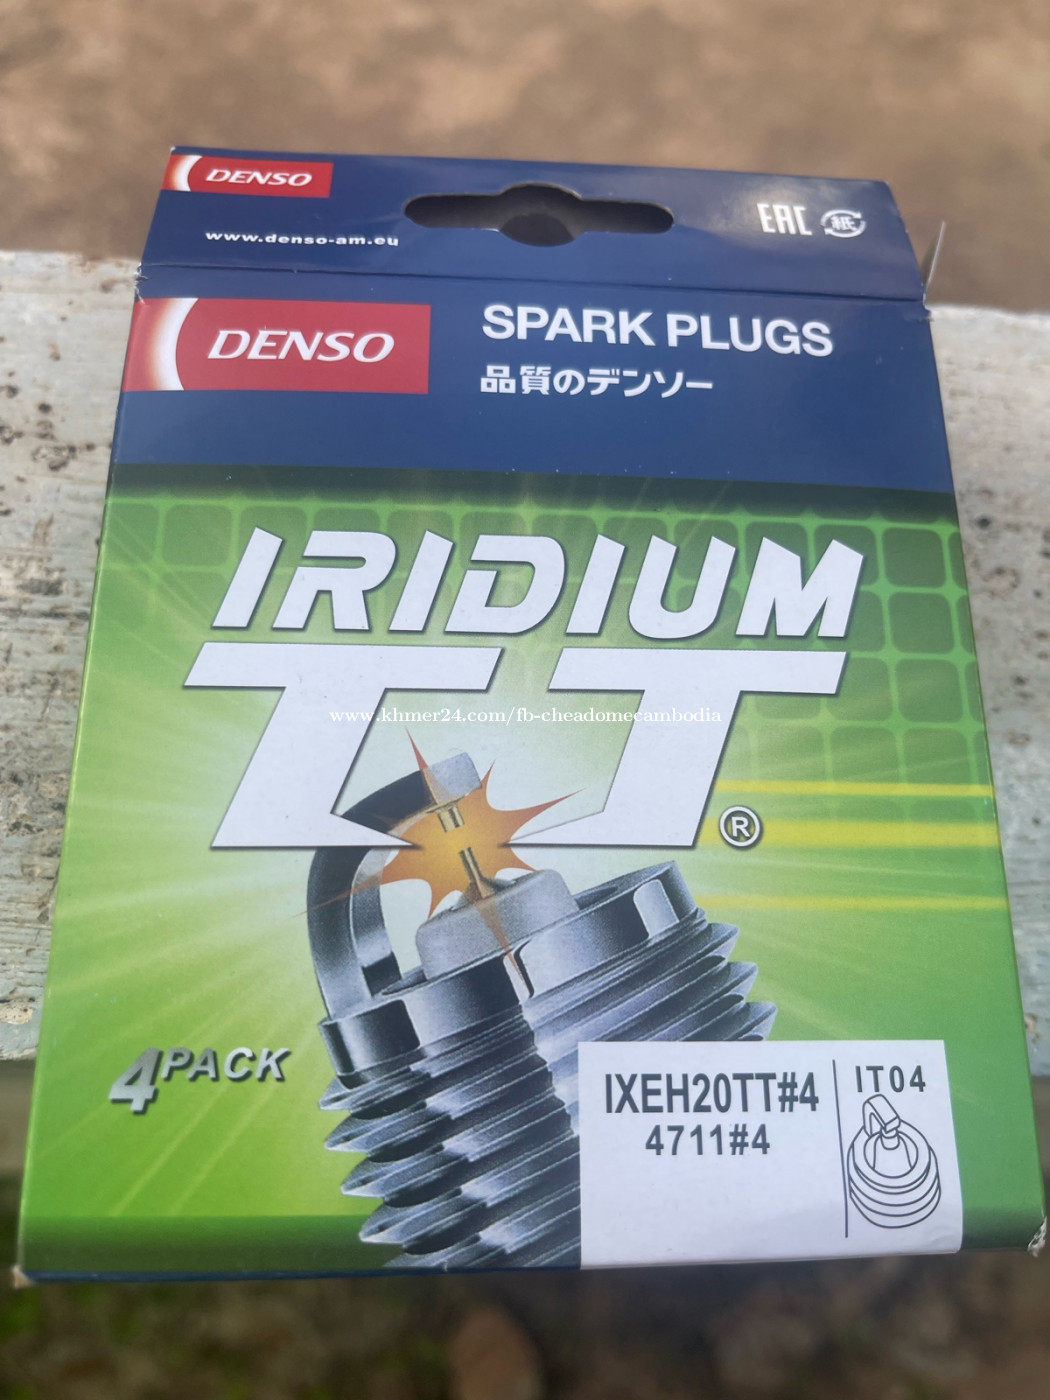 DENSO
www.denso-am.eu
EAC
紙
DENSO
SPARK PLUGS
品質のデンソー
IRIDIUM
TT®
www.khmer24.com/fb-cheadomecambodia
4PACK
IXEH20TT#4
4711#4
IT04